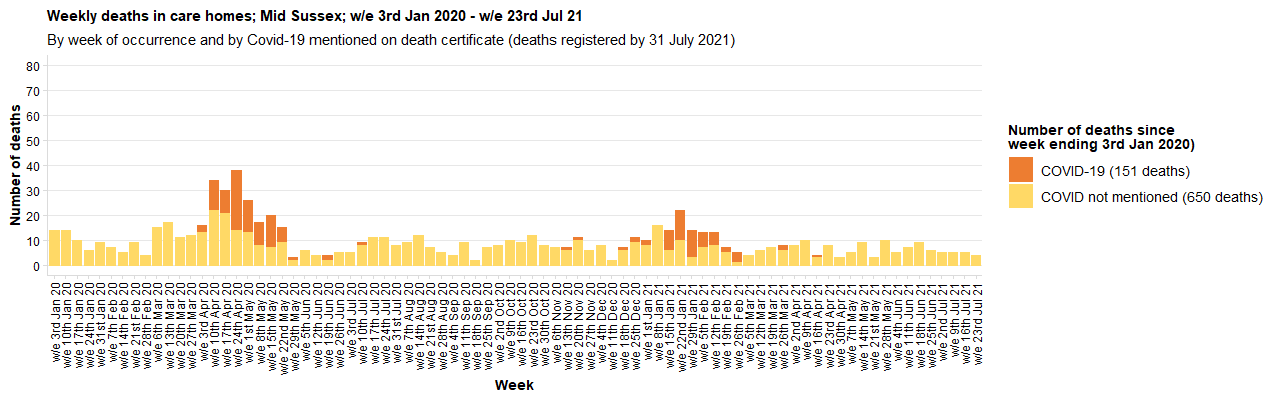 Weekly deaths in care homes; Mid Sussex; w/e 3rd Jan 2020 - w/e 23rd Jul 21
By week of occurrence and by Covid-19 mentioned on death certificate (deaths registered by 31 July 2021)
Number of deaths
80
70
60
50
40
30
20
10
0
w/e 3rd Jan 20
w/e 10th Jan 20
w/e 17th Jan 20
w/e 24th Jan 20
w/e 31st Jan 20
w/e 7th Feb 20
w/e 14th Feb 20
w/e 21st Feb 20
w/e 28th Feb 20
w/e 6th Mar 20
w/e 13th Mar 20
w/e 20th Mar 20
w/e 27th Mar 20
w/e 3rd Apr 20
w/e 10th Apr 20
w/e 17th Apr 20
w/e 24th Apr 20
w/e 1st May 20
w/e 8th May 20
w/e 15th May 20
w/e 22nd May 20
w/e 29th May 20
w/e 5th Jun 20
w/e 12th Jun 20
w/e 19th Jun 20
w/e 26th Jun 20
w/e 3rd Jul 20
w/e 10th Jul 20
w/e 17th Jul 20
w/e 24th Jul 20
w/e 31st Jul 20
w/e 7th Aug 20
w/e 14th Aug 20
w/e 21st Aug 20
w/e 28th Aug 20
w/e 4th Sep 20
w/e 11th Sep 20
w/e 18th Sep 20
w/e 25th Sep 20
w/e 2nd Oct 20
w/e 9th Oct 20
w/e 16th Oct 20
w/e 23rd Oct 20
w/e 30th Oct 20
w/e 6th Nov 20
w/e 13th Nov 20
w/e 20th Nov 20
w/e 27th Nov 20
w/e 4th Dec 20
w/e 11th Dec 20
w/e 18th Dec 20
w/e 25th Dec 20
w/e 1st Jan 21
w/e 8th Jan 21
w/e 15th Jan 21
w/e 22nd Jan 21
w/e 29th Jan 21
w/e 5th Feb 21
w/e 12th Feb 21
w/e 19th Feb 21
w/e 26th Feb 21
w/e 5th Mar 21
w/e 12th Mar 21
w/e 19th Mar 21
w/e 26th Mar 21
w/e 2nd Apr 21
w/e 9th Apr 21
w/e 16th Apr 21
w/e 23rd Apr 21
w/e 30th Apr 21
w/e 7th May 21
w/e 14th May 21
w/e 21st May 21
w/e 28th May 21
w/e 4th Jun 21
w/e 11th Jun 21
w/e 18th Jun 21
w/e 25th Jun 21
w/e 2nd Jul 21
w/e 9th Jul 21
w/e 16th Jul 21
w/e 23rd Jul 21
Week
Number of deaths since
week ending 3rd Jan 2020)
COVID-19 (151 deaths)
COVID not mentioned (650 deaths)